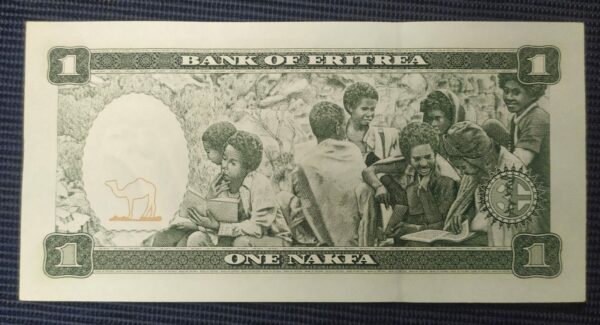 1 BANK OF ERITREA 1
1 ONE NAKFA 1